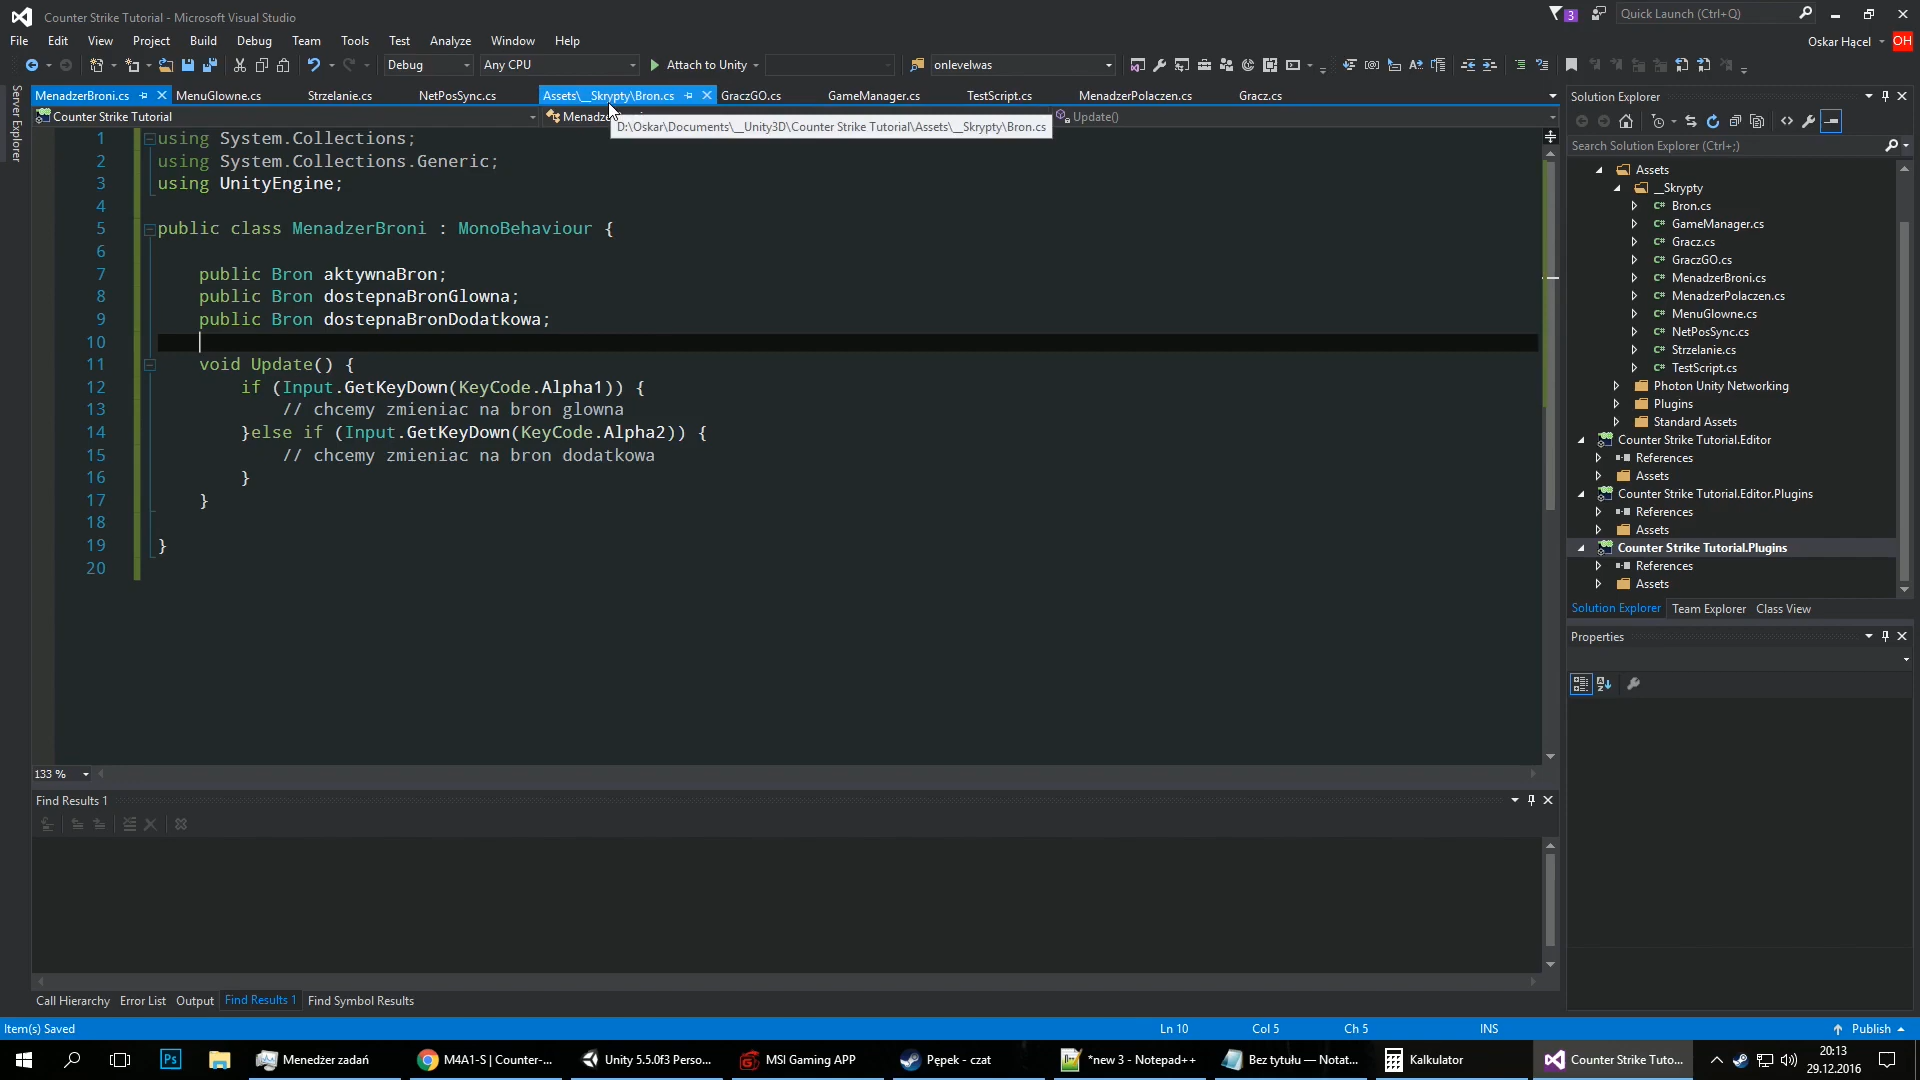 Counter Strike Tutorial - Microsoft Visual Studio
3
Quick Launch (Ctrl+Q)
File Edit View Project Build Debug Team Tools Test Analyze Window Help
Oskar Hącel
OH
Debug
Any CPU
Attach to Unity
onlevelwas
Server Explorer
MenadzerBroni.cs
MenuGlowne.cs
Strzelanie.cs
NetPosSync.cs
Assets\__Skrypty\Bron.cs
GraczGO.cs
GameManager.cs
TestScript.cs
MenadzerPolaczen.cs
Gracz.cs
Counter Strike Tutorial
Update()
D:\Oskar\Documents\__Unity3D\Counter Strike Tutorial\Assets\__Skrypty\Bron.cs
1 using System.Collections;
2 using System.Collections.Generic;
3 using UnityEngine;
4
5 public class MenadzerBroni : MonoBehaviour {
6
7 public Bron aktywnaBron;
8 public Bron dostepnaBronGlowna;
9 public Bron dostepnaBronDodatkowa;
10
11 void Update() {
12 if (Input.GetKeyDown(KeyCode.Alpha1)) {
13 // chcemy zmieniac na bron glowna
14 }else if (Input.GetKeyDown(KeyCode.Alpha2)) {
15 // chcemy zmieniac na bron dodatkowa
16 }
17 }
18
19 }
20
133 %
Find Results 1
Call Hierarchy Error List Output Find Results 1 Find Symbol Results
Solution Explorer
Search Solution Explorer (Ctrl+;)
Assets
__Skrypty
C# Bron.cs
C# GameManager.cs
C# Gracz.cs
C# GraczGO.cs
C# MenadzerBroni.cs
C# MenadzerPolaczen.cs
C# MenuGlowne.cs
C# NetPosSync.cs
C# Strzelanie.cs
C# TestScript.cs
Photon Unity Networking
Plugins
Standard Assets
Counter Strike Tutorial.Editor
References
Assets
Counter Strike Tutorial.Editor.Plugins
References
Assets
Counter Strike Tutorial.Plugins
References
Assets
Solution Explorer Team Explorer Class View
Properties
Item(s) Saved
Ln 10
Col 5
Ch 5
INS
Publish
Ps
Menedżer zadań
M4A1-S | Counter-...
Unity 5.5.0f3 Perso...
MSI Gaming APP
Pępek - czat
*new 3 - Notepad++
Bez tytułu — Notat...
Kalkulator
Counter Strike Tuto...
20:13
29.12.2016